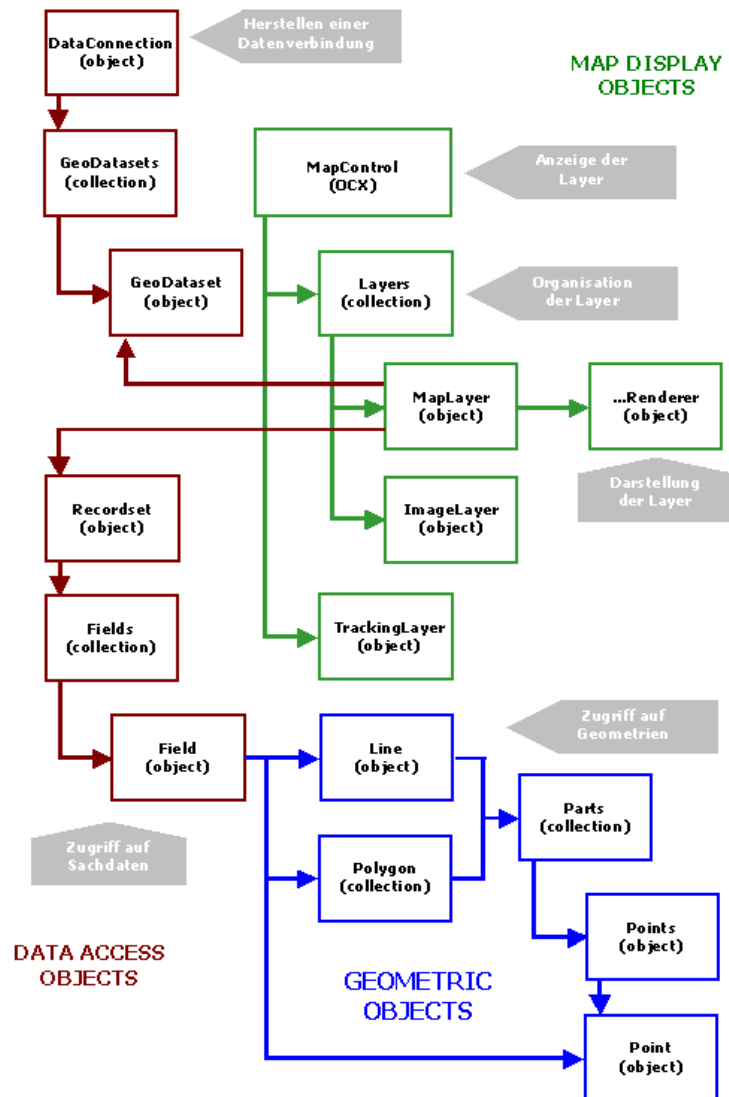 DataConnection
(object)
Herstellen einer
Datenverbindung
MAP DISPLAY
OBJECTS
GeoDatasets
(collection)
MapControl
(OCX)
Anzeige der
Layer
GeoDataset
(object)
Layers
(collection)
Organisation
der Layer
MapLayer
(object)
...Renderer
(object)
Darstellung
der Layer
Recordset
(object)
ImageLayer
(object)
Fields
(collection)
TrackingLayer
(object)
Zugriff auf
Geometrien
Field
(object)
Line
(object)
Parts
(collection)
Zugriff auf
Sachdaten
Polygon
(collection)
Points
(object)
DATA ACCESS
OBJECTS
GEOMETRIC
OBJECTS
Point
(object)